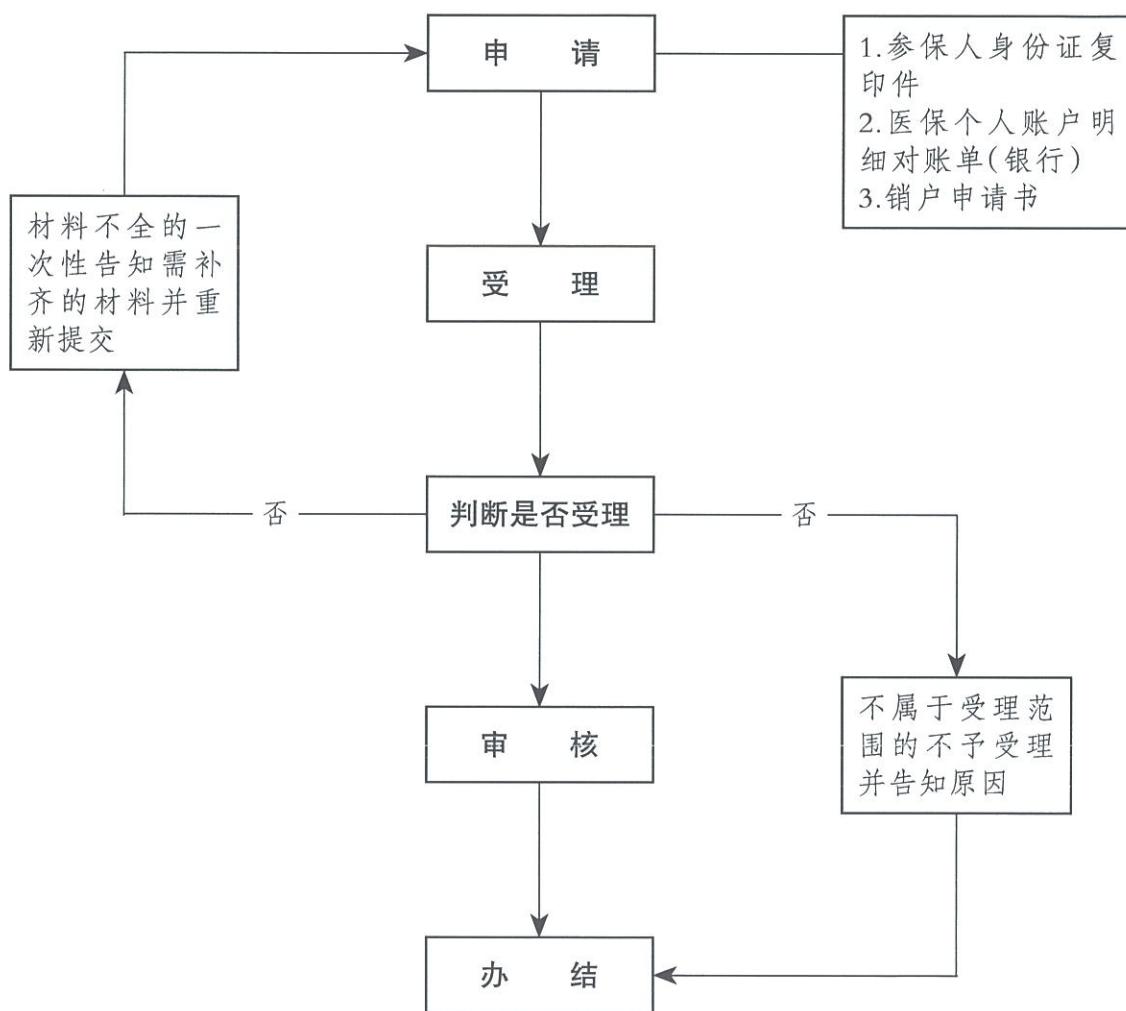 申 请
1.参保人身份证复
印件
2.医保个人账户明
细对账单(银行)
3.销户申请书
材料不全的一
次性告知需补
齐的材料并重
新提交
受 理
否
判断是否受理
否
审 核
不属于受理范
围的不予受理
并告知原因
办 结